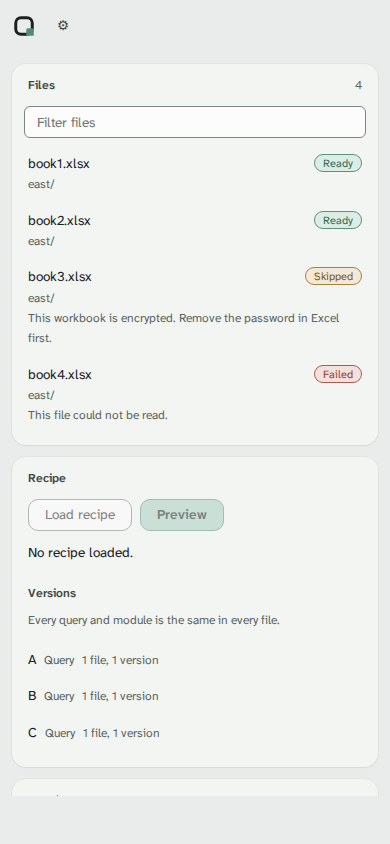 Files 4
Filter files
book1.xlsx Ready
east/
book2.xlsx Ready
east/
book3.xlsx Skipped
east/
This workbook is encrypted. Remove the password in Excel
first.
book4.xlsx Failed
east/
This file could not be read.
Recipe
Load recipe Preview
No recipe loaded.
Versions
Every query and module is the same in every file.
A Query 1 file, 1 version
B Query 1 file, 1 version
C Query 1 file, 1 version